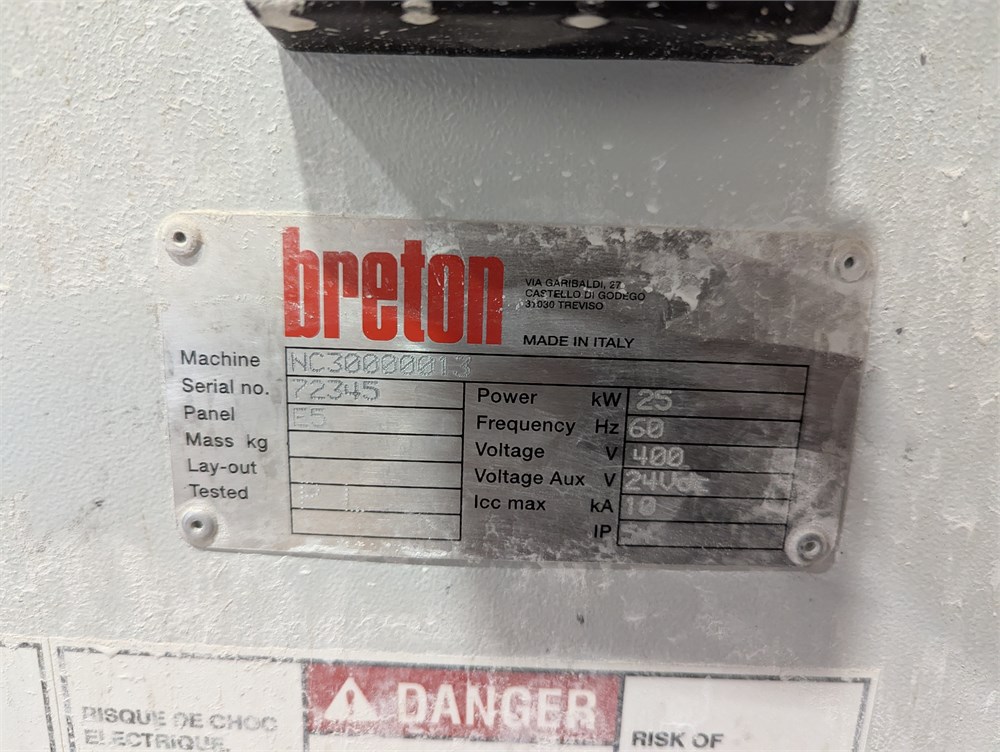 breton
VIA GARIBALDI, 27
CASTELLO DI GODEGO
31030 TREVISO
MADE IN ITALY
Machine NC30000013
Serial no. 72345
Panel E5
Mass kg
Lay-out
Tested
Power kW 25
Frequency Hz 60
Voltage V 400
Voltage Aux V 24Vdc
Icc max kA 10
IP
RISQUE DE CHOC
ELECTRIQUE.
DANGER
RISK OF